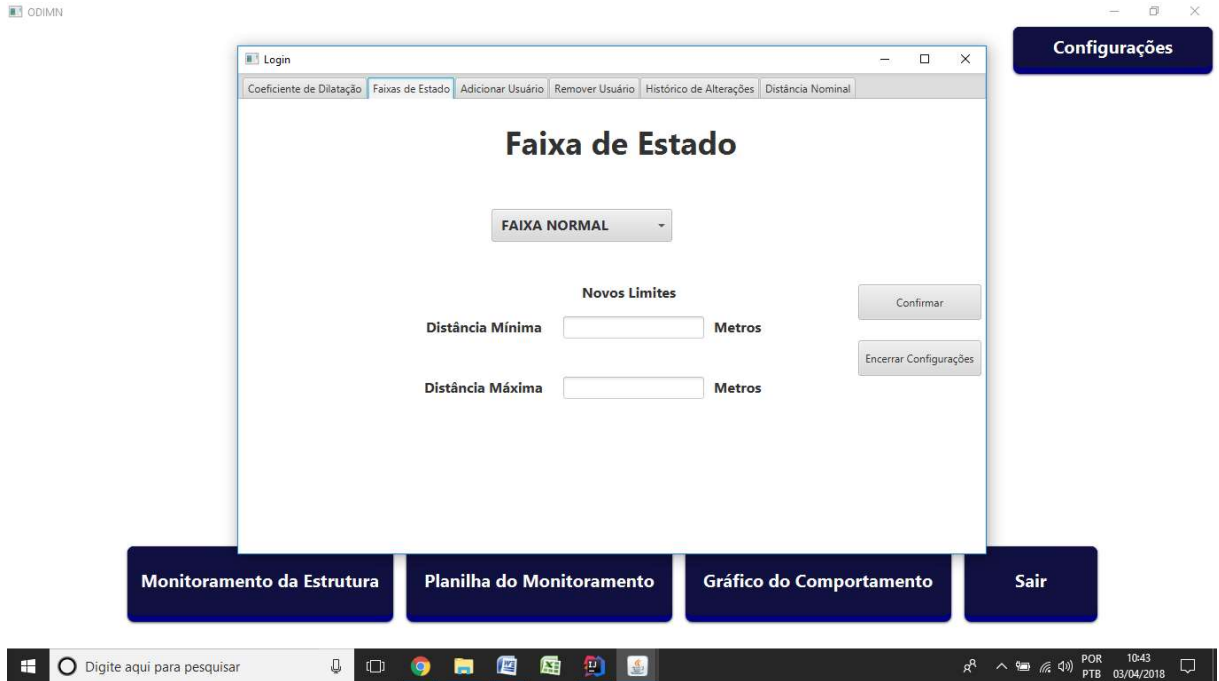 ODIMN
Configurações
Login
Coeficiente de Dilatação Faixas de Estado Adicionar Usuário Remover Usuário Histórico de Alterações Distância Nominal
Faixa de Estado
FAIXA NORMAL
Novos Limites
Confirmar
Distância Mínima Metros
Encerrar Configurações
Distância Máxima Metros
Monitoramento da Estrutura Planilha do Monitoramento Gráfico do Comportamento Sair
Digite aqui para pesquisar
POR 10:43
PTB 03/04/2018